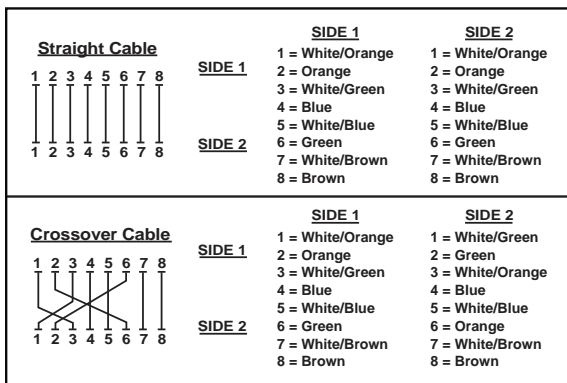 Straight Cable
1 2 3 4 5 6 7 8
1 2 3 4 5 6 7 8
SIDE 1
SIDE 2
SIDE 1
1 = White/Orange
2 = Orange
3 = White/Green
4 = Blue
5 = White/Blue
6 = Green
7 = White/Brown
8 = Brown
SIDE 2
1 = White/Orange
2 = Orange
3 = White/Green
4 = Blue
5 = White/Blue
6 = Green
7 = White/Brown
8 = Brown
Crossover Cable
1 2 3 4 5 6 7 8
1 2 3 4 5 6 7 8
SIDE 1
SIDE 2
SIDE 1
1 = White/Orange
2 = Orange
3 = White/Green
4 = Blue
5 = White/Blue
6 = Green
7 = White/Brown
8 = Brown
SIDE 2
1 = White/Green
2 = Green
3 = White/Orange
4 = Blue
5 = White/Blue
6 = Orange
7 = White/Brown
8 = Brown